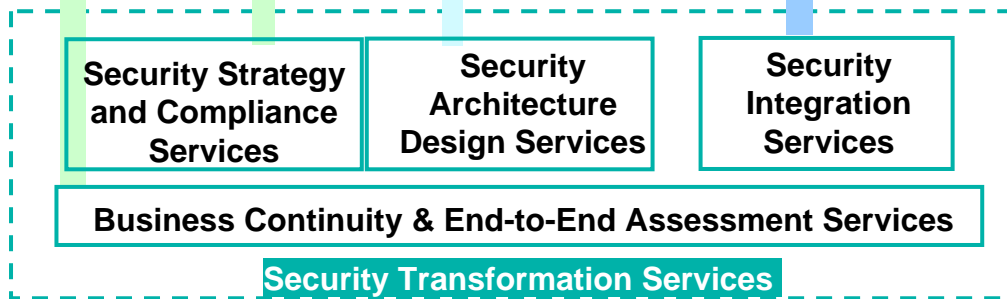 Security Strategy
and Compliance
Services
Security
Architecture
Design Services
Security
Integration
Services
Business Continuity & End-to-End Assessment Services
Security Transformation Services